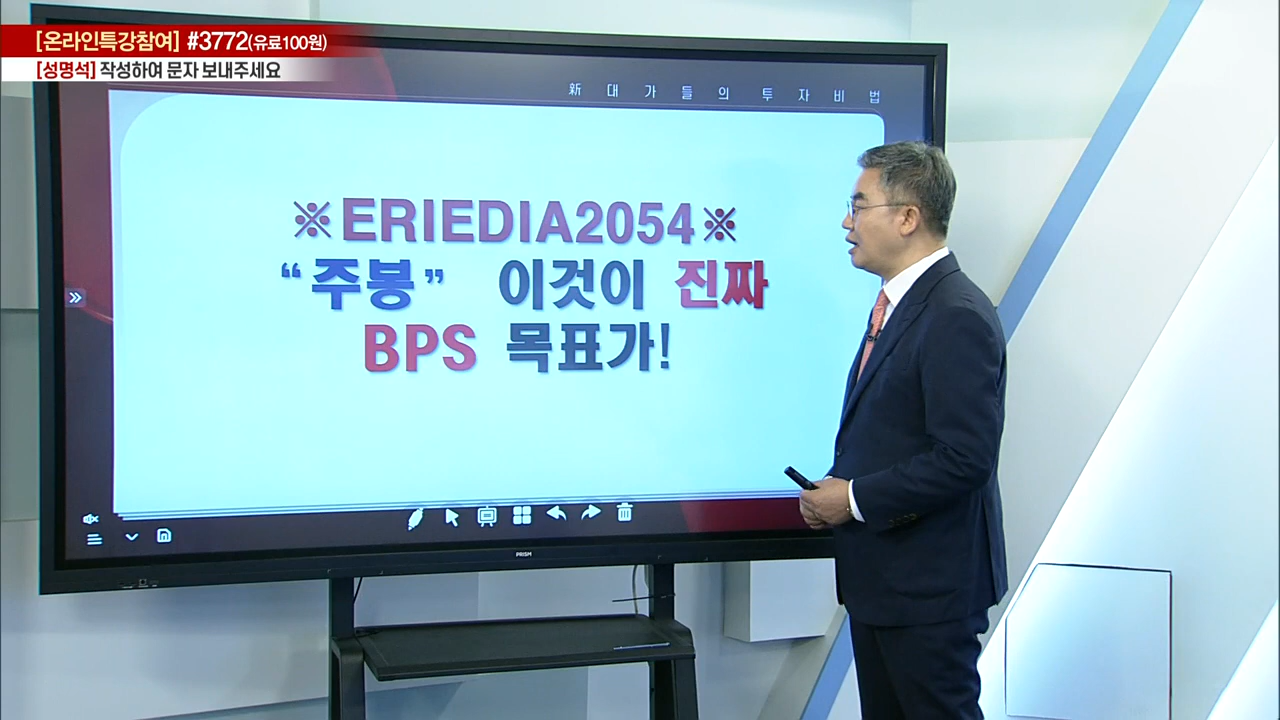 [온라인특강참여] #3772(유료100원)
[성명석] 작성하여 문자 보내주세요
新 대가들의 투자비법
※ERIEDIA2054※
“주봉” 이것이 진짜
BPS 목표가!
PRISM